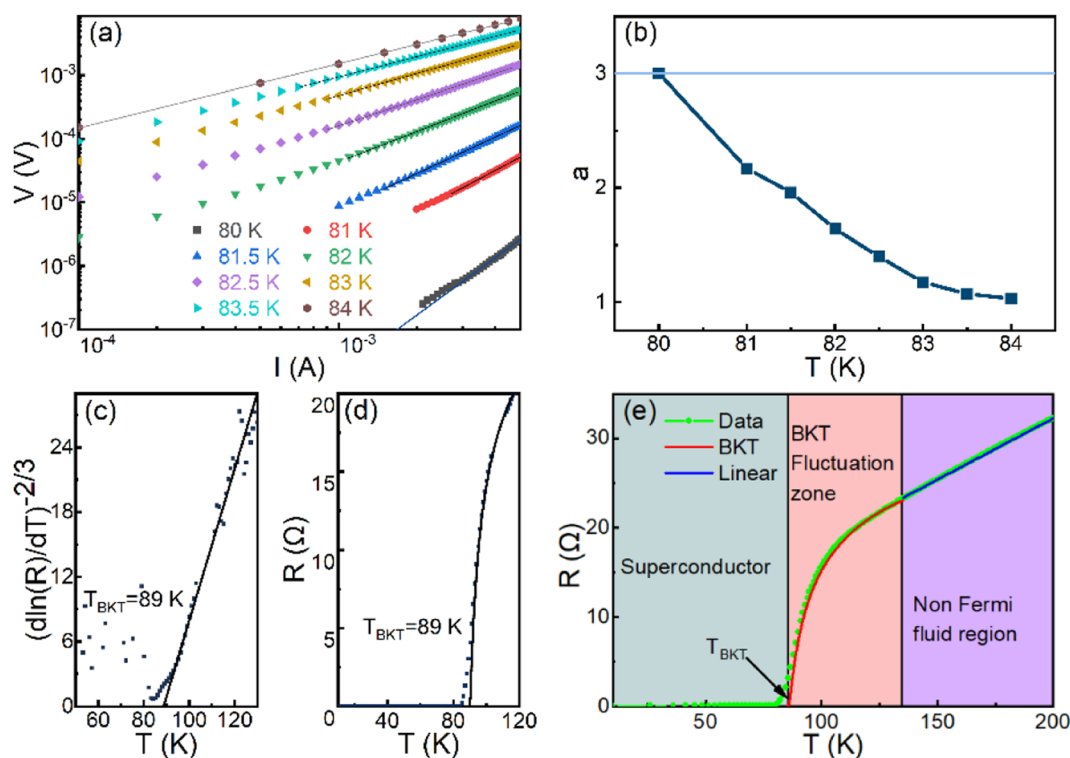 (a)
V (V)
10⁻³
10⁻⁴
10⁻⁵
10⁻⁶
10⁻⁷
80 K
81 K
81.5 K
82 K
82.5 K
83 K
83.5 K
84 K
10⁻⁴
10⁻³
I (A)
(b)
a
3
2
1
80
81
82
83
84
T (K)
(c)
(dln(R)/dT)^-2/3
28
24
18
12
6
0
T_BKT=89 K
60
80
100
120
T (K)
(d)
R (Ω)
20
15
10
5
0
T_BKT=89 K
0
40
80
120
T (K)
(e)
R (Ω)
30
20
10
0
Data
BKT
Linear
BKT
Fluctuation
zone
Superconductor
Non Fermi
fluid region
T_BKT
50
100
150
200
T (K)